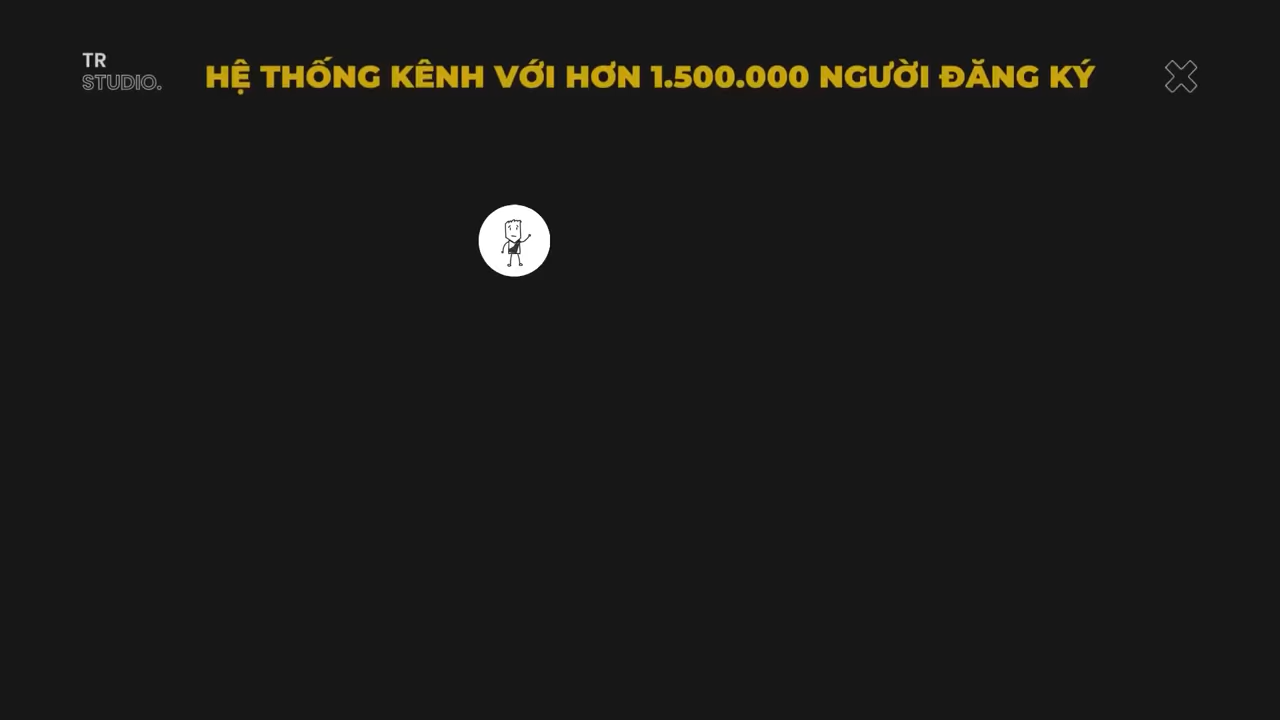 TR
STUDIO.
HỆ THỐNG KÊNH VỚI HƠN 1.500.000 NGƯỜI ĐĂNG KÝ